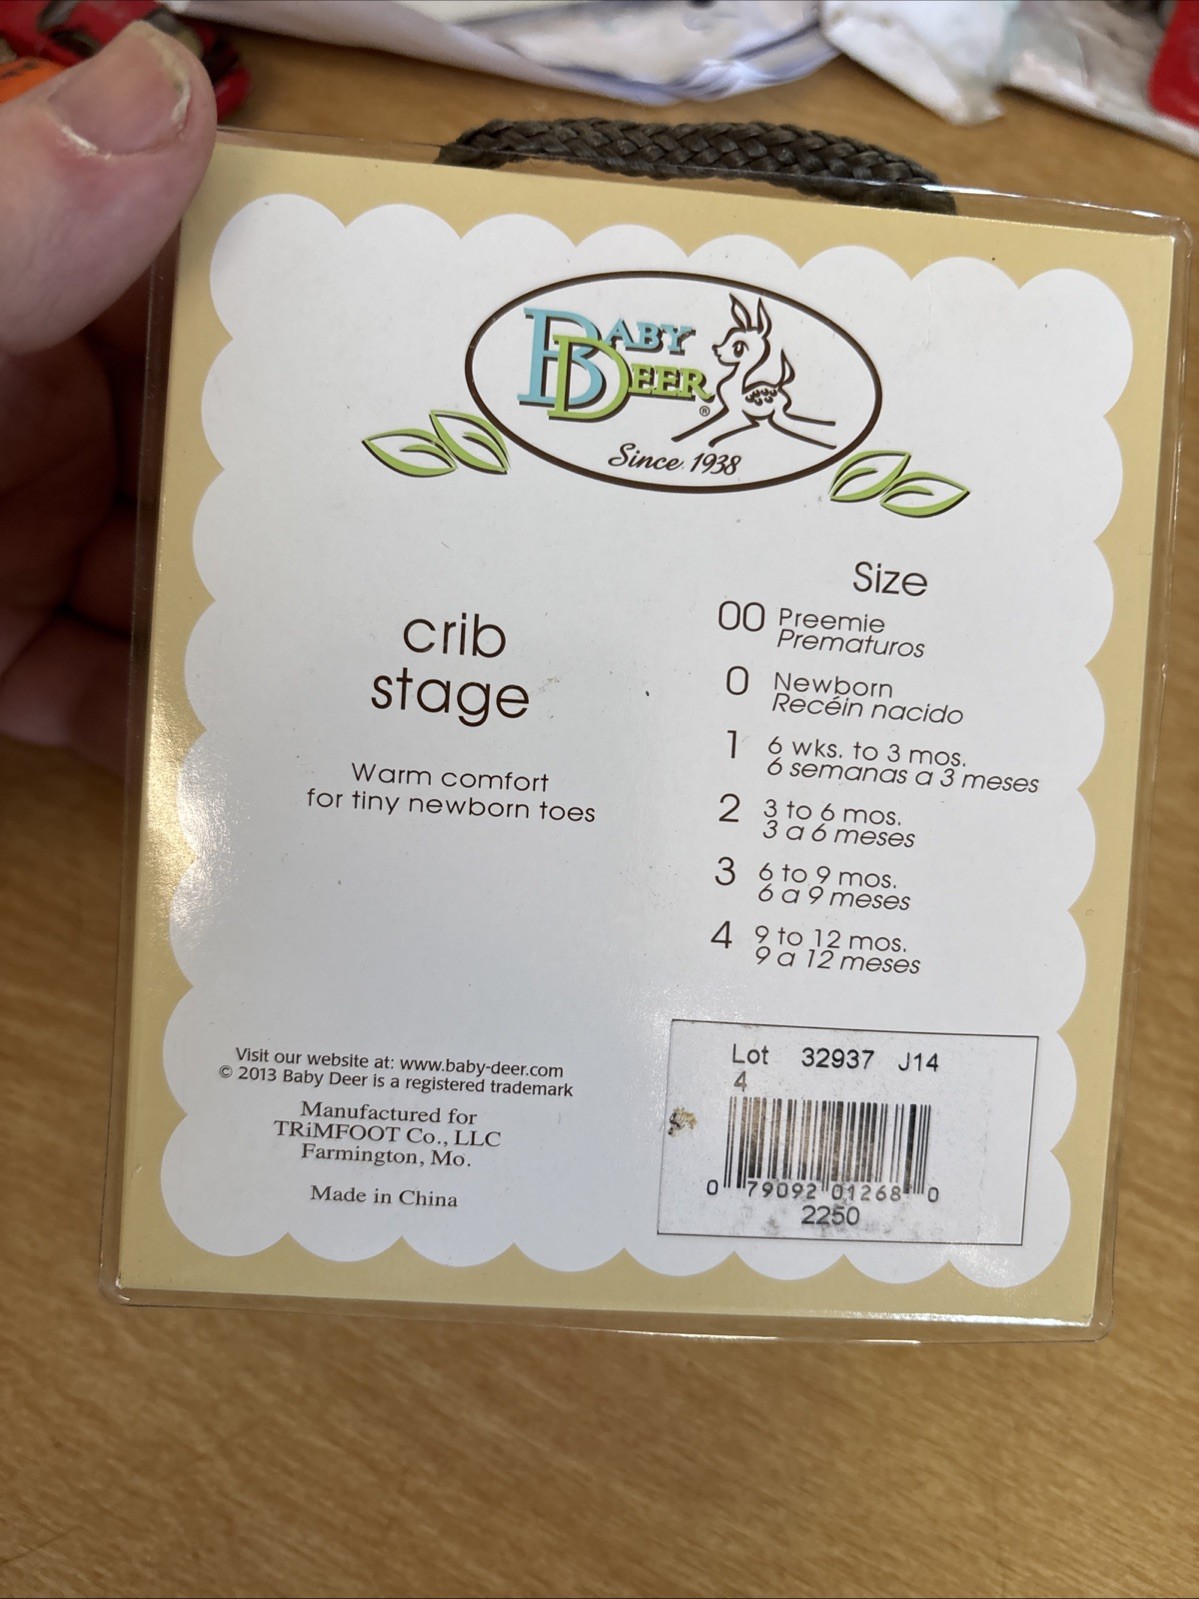 BABY
DEER®
Since 1938
crib
stage
Warm comfort
for tiny newborn toes
Size
00 Preemie
Prematuros
0 Newborn
Recéin nacido
1 6 wks. to 3 mos.
6 semanas a 3 meses
2 3 to 6 mos.
3 a 6 meses
3 6 to 9 mos.
6 a 9 meses
4 9 to 12 mos.
9 a 12 meses
Visit our website at: www.baby-deer.com
© 2013 Baby Deer is a registered trademark
Manufactured for
TRiMFOOT Co., LLC
Farmington, Mo.
Made in China
Lot 32937 J14
4
0 79092 01268 0
2250